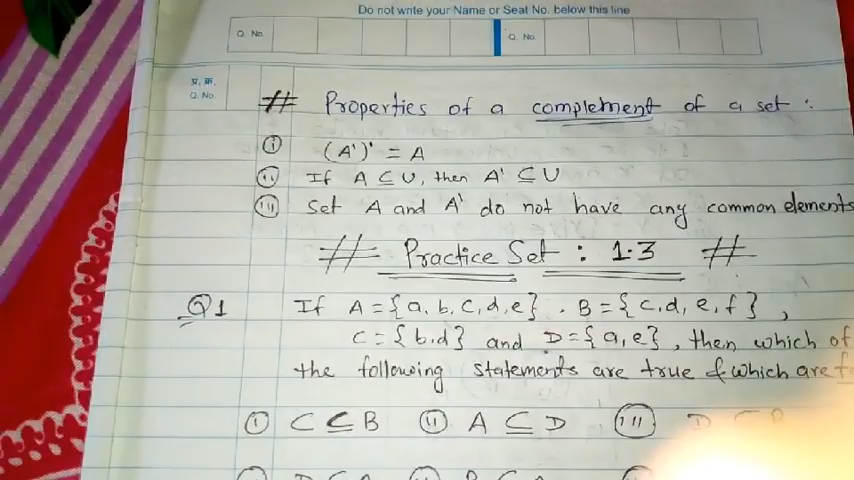 Do not write your Name or Seat No. below this line
Q. No. Q. No.
प्र. क्र.
Q. No.
# Properties of a complement of a set :
(i) (A')' = A
(ii) If A ⊆ U, then A' ⊆ U
(iii) Set A and A' do not have any common elements
# Practice Set : 1.3 #
Q1 If A = {a, b, c, d, e} . B = {c, d, e, f} ,
C = {b, d} and D = {a, e} , then which of
the following statements are true & which are
(i) C ⊆ B (ii) A ⊆ D (iii)